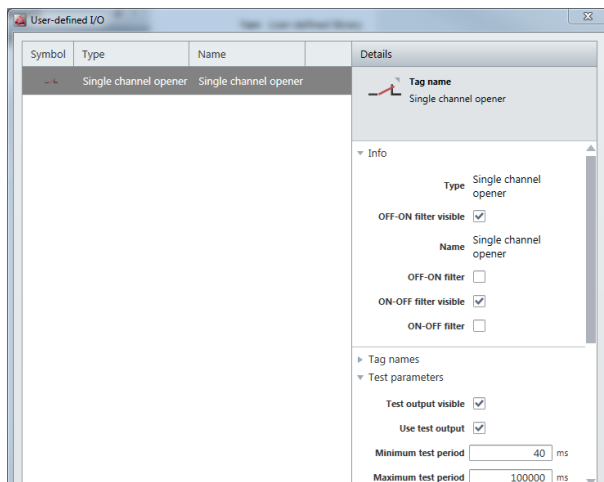 User-defined I/O
Symbol Type Name Details
Tag name
Single channel opener
Single channel opener Single channel opener
Info
Type Single channel
opener
OFF-ON filter visible
Name Single channel
opener
OFF-ON filter
ON-OFF filter visible
ON-OFF filter
Tag names
Test parameters
Test output visible
Use test output
Minimum test period 40 ms
Maximum test period 100000 ms